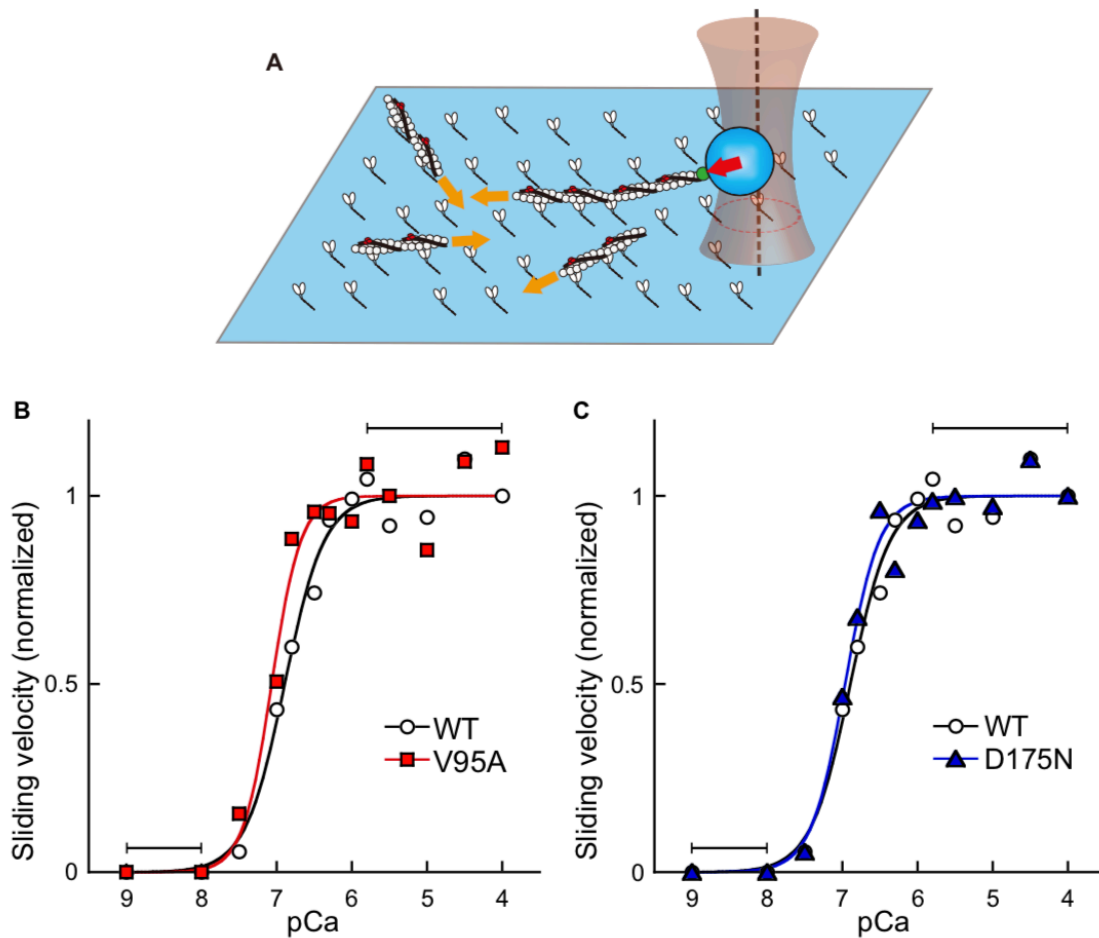 A
B
C
Sliding velocity (normalized)
1
0.5
0
WT
V95A
9 8 7 6 5 4
pCa
Sliding velocity (normalized)
1
0.5
0
WT
D175N
9 8 7 6 5 4
pCa